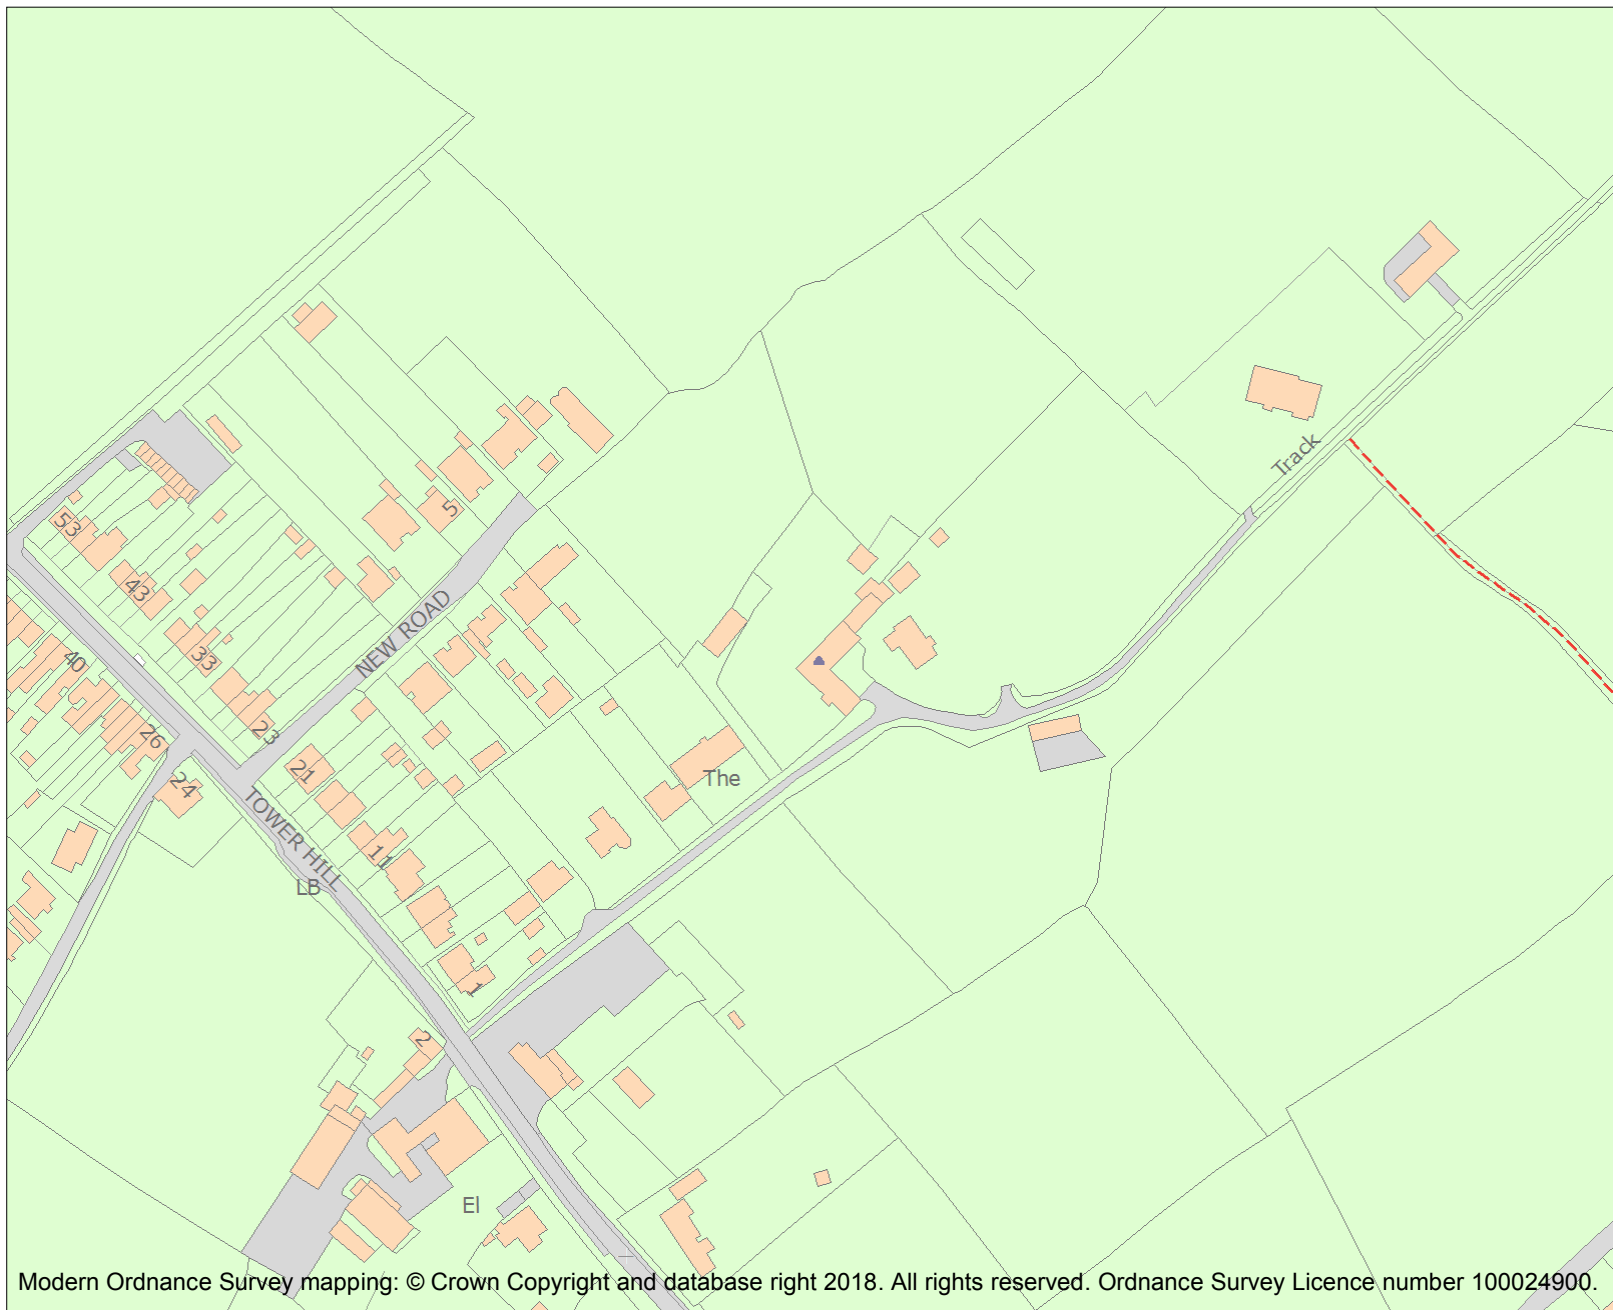 Track
53
5
43
NEW ROAD
33
40
23
26
21
24
The
TOWER HILL
11
LB
1
2
El
Modern Ordnance Survey mapping: © Crown Copyright and database right 2018. All rights reserved. Ordnance Survey Licence number 100024900.